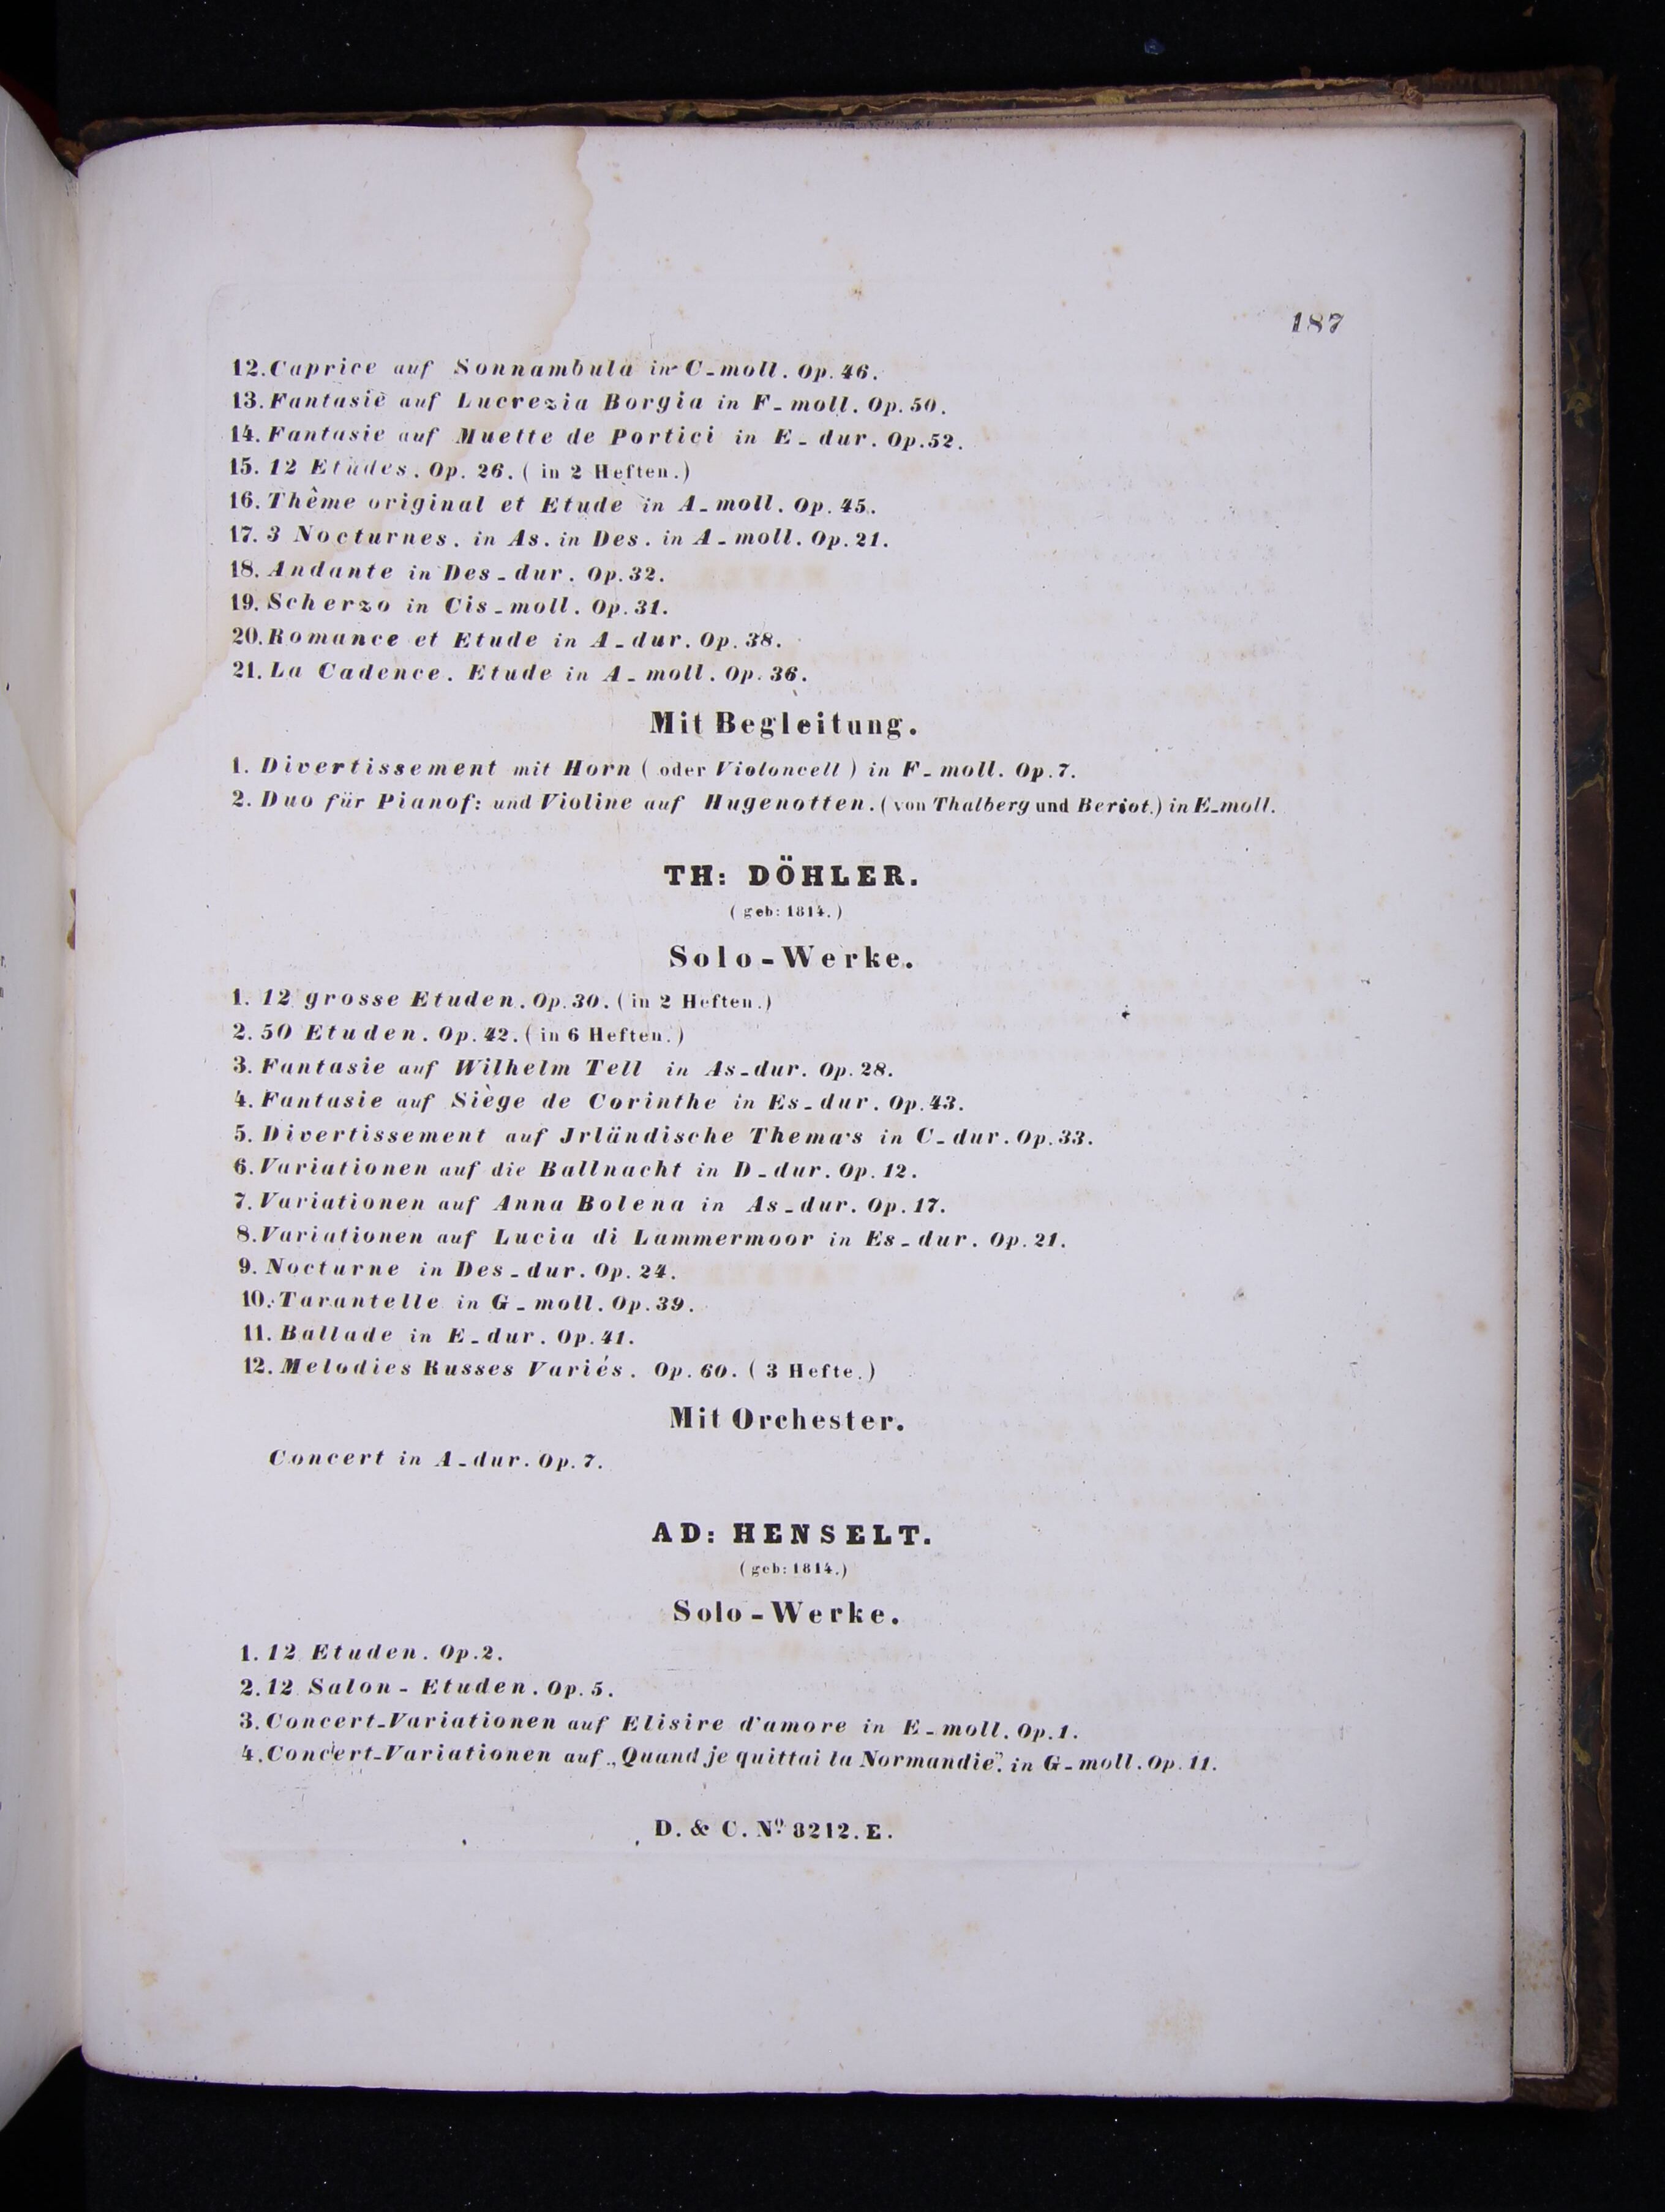 187
12. Caprice auf Sonnambula in C-moll. Op. 46.
13. Fantasie auf Lucrezia Borgia in F-moll. Op. 50.
14. Fantasie auf Muette de Portici in E-dur. Op. 52.
15. 12 Etudes. Op. 26. (in 2 Heften.)
16. Thême original et Etude in A-moll. Op. 45.
17. 3 Nocturnes. in As. in Des. in A-moll. Op. 21.
18. Andante in Des-dur. Op. 32.
19. Scherzo in Cis-moll. Op. 31.
20. Romance et Etude in A-dur. Op. 38.
21. La Cadence. Etude in A-moll. Op. 36.
Mit Begleitung.
1. Divertissement mit Horn (oder Violoncell) in F-moll. Op. 7.
2. Duo für Pianof: und Violine auf Hugenotten. (von Thalberg und Beriot.) in E-moll.
TH: DÖHLER.
(geb: 1814.)
Solo-Werke.
1. 12 grosse Etuden. Op. 30. (in 2 Heften.)
2. 50 Etuden. Op. 42. (in 6 Heften.)
3. Fantasie auf Wilhelm Tell in As-dur. Op. 28.
4. Fantasie auf Siège de Corinthe in Es-dur. Op. 43.
5. Divertissement auf Jrländische Thema's in C-dur. Op. 33.
6. Variationen auf die Ballnacht in D-dur. Op. 12.
7. Variationen auf Anna Bolena in As-dur. Op. 17.
8. Variationen auf Lucia di Lammermoor in Es-dur. Op. 21.
9. Nocturne in Des-dur. Op. 24.
10. Tarantelle in G-moll. Op. 39.
11. Ballade in E-dur. Op. 41.
12. Melodies Russes Variés. Op. 60. (3 Hefte.)
Mit Orchester.
Concert in A-dur. Op. 7.
AD: HENSELT.
(geb: 1814.)
Solo-Werke.
1. 12 Etuden. Op. 2.
2. 12 Salon-Etuden. Op. 5.
3. Concert-Variationen auf Elisire d'amore in E-moll. Op. 1.
4. Concert-Variationen auf „Quand je quittai la Normandie". in G-moll. Op. 11.
D. & C. Nº 8212. E.